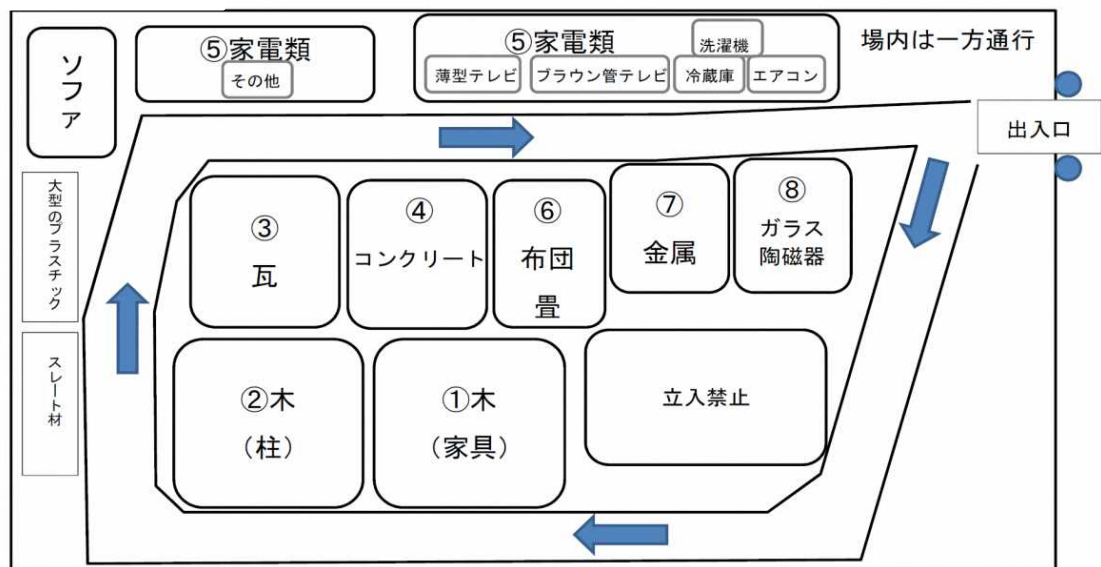 ソファ
⑤家電類
その他
⑤家電類
洗濯機
薄型テレビ
ブラウン管テレビ
冷蔵庫
エアコン
場内は一方通行
出入口
大型のプラスチック
スレート材
③
瓦
④
コンクリート
⑥
布団
畳
⑦
金属
⑧
ガラス
陶磁器
②木
（柱）
①木
（家具）
立入禁止